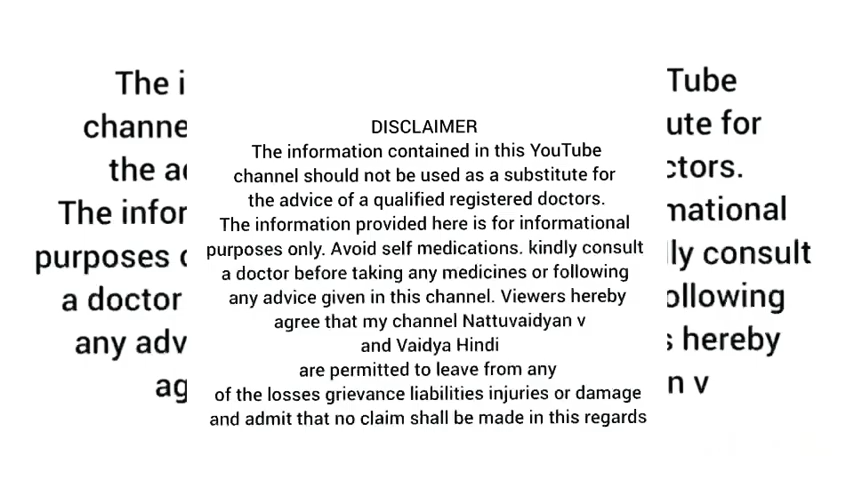 DISCLAIMER
The information contained in this YouTube
channel should not be used as a substitute for
the advice of a qualified registered doctors.
The information provided here is for informational
purposes only. Avoid self medications. kindly consult
a doctor before taking any medicines or following
any advice given in this channel. Viewers hereby
agree that my channel Nattuvaidyan v
and Vaidya Hindi
are permitted to leave from any
of the losses grievance liabilities injuries or damage
and admit that no claim shall be made in this regards